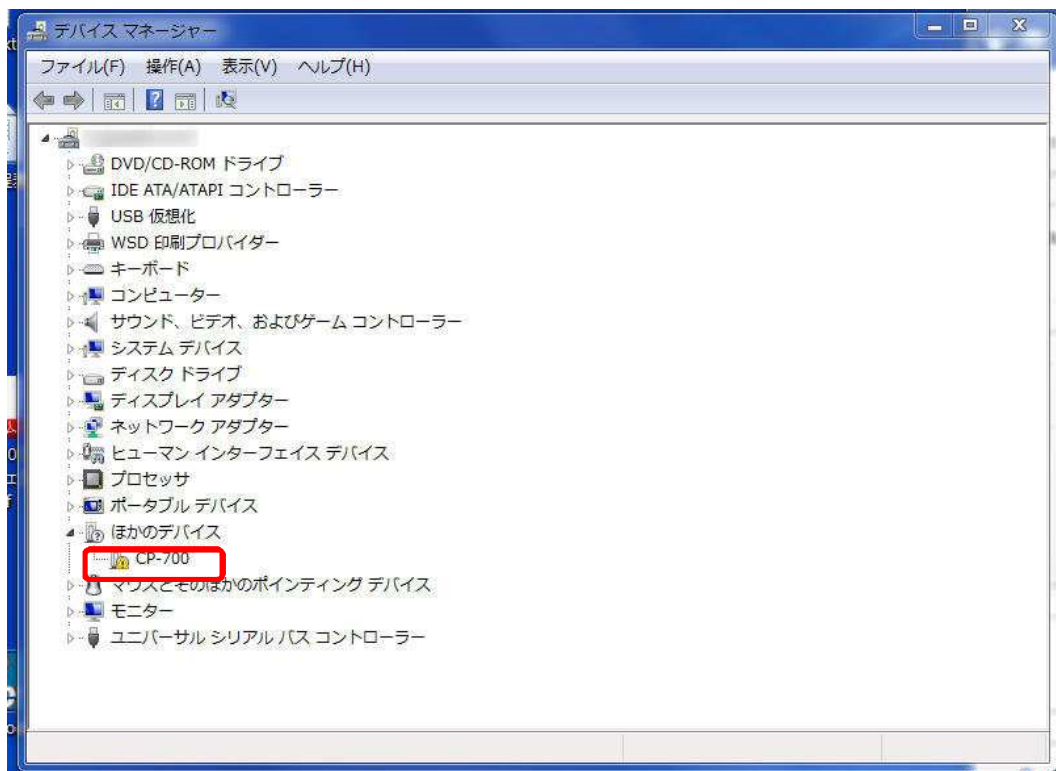 デバイス マネージャー
ファイル(F) 操作(A) 表示(V) ヘルプ(H)
DVD/CD-ROM ドライブ
IDE ATA/ATAPI コントローラー
USB 仮想化
WSD 印刷プロバイダー
キーボード
コンピューター
サウンド、ビデオ、およびゲーム コントローラー
システム デバイス
ディスク ドライブ
ディスプレイ アダプター
ネットワーク アダプター
ヒューマン インターフェイス デバイス
プロセッサ
ポータブル デバイス
ほかのデバイス
CP-700
マウスとそのほかのポインティング デバイス
モニター
ユニバーサル シリアル バス コントローラー